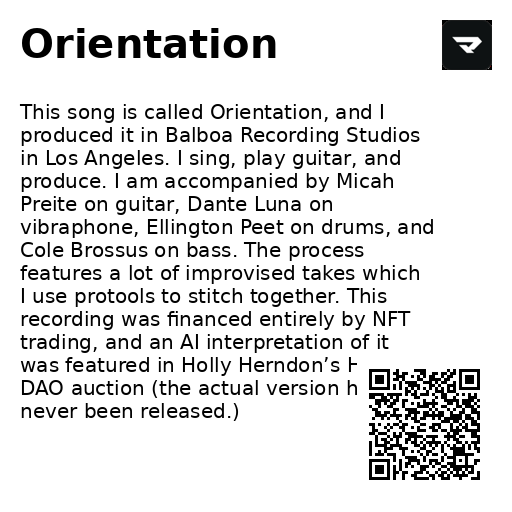 Orientation
This song is called Orientation, and I
produced it in Balboa Recording Studios
in Los Angeles. I sing, play guitar, and
produce. I am accompanied by Micah
Preite on guitar, Dante Luna on
vibraphone, Ellington Peet on drums, and
Cole Brossus on bass. The process
features a lot of improvised takes which
I use protools to stitch together. This
recording was financed entirely by NFT
trading, and an AI interpretation of it
was featured in Holly Herndon’s
DAO auction (the actual version
never been released.)